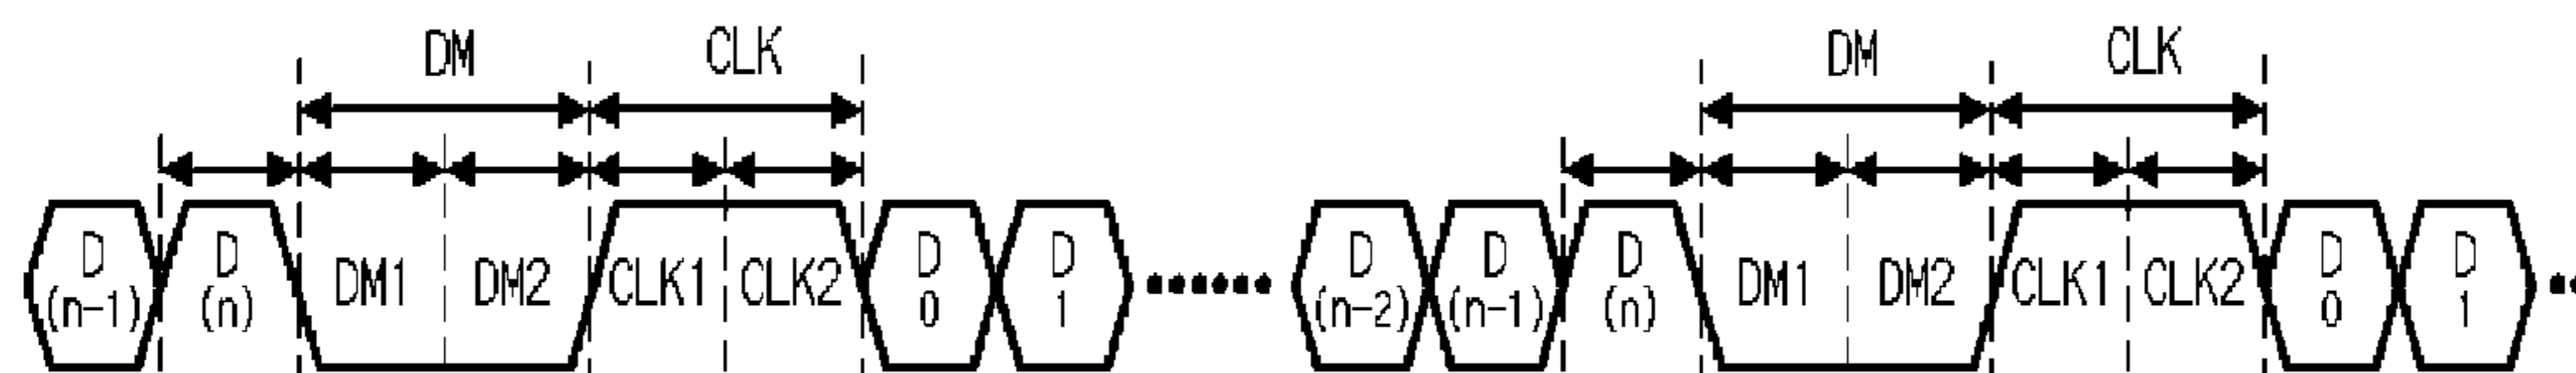 DM CLK DM CLK
D D D D D D D D D
(n-1) (n) DM1 DM2 CLK1 CLK2 0 1 ...... (n-2) (n-1) (n) DM1 DM2 CLK1 CLK2 0 1 ..